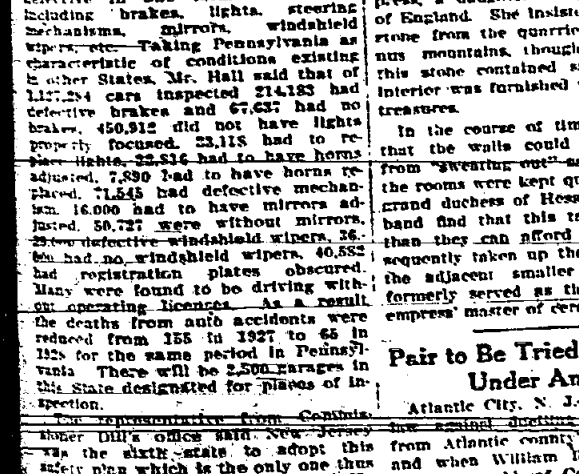 including brakes, lights, steering
mechanisms, mirrors, windshield
wipers, etc. Taking Pennsylvania as
characteristic of conditions existing
in other States, Mr. Hall said that of
cars inspected 214,183 had
defective brakes and 67,637 had no
brakes, 450,912 did not have lights
properly focused. 23,118 had to re-
place lights, 22,816 had to have horns
adjusted, 7,890 had to have horns re-
placed, 71,545 had defective mechan-
ism, 16,000 had to have mirrors ad-
justed, 50,727 were without mirrors,
defective windshield wipers,
had no windshield wipers, 40,582
had registration plates obscured.
Many were found to be driving with-
out operating licences. As a result
the deaths from auto accidents were
reduced from 155 in 1927 to 65 in
1928 for the same period in Pennsyl-
vania There will be 2,500 garages in
this State designated for places of in-
spection.
The representative from Commis-
sioner Dill's office said New Jersey
was the sixth state to adopt this
safety plan which is the only one thus
of England. She insiste
stone from the quarrie
nus mountains, though
this stone contained
interior was furnished
treasures.
In the course of tim
that the walls could
from "sweating out"
the rooms were kept
grand duchess of Hess
band find that this
than they can afford
sequently taken up the
the adjacent smaller
formerly served as th
empress' master of cer
Pair to Be Tried
Under An
Atlantic City, N. J.
law against
from Atlantic county
and when William